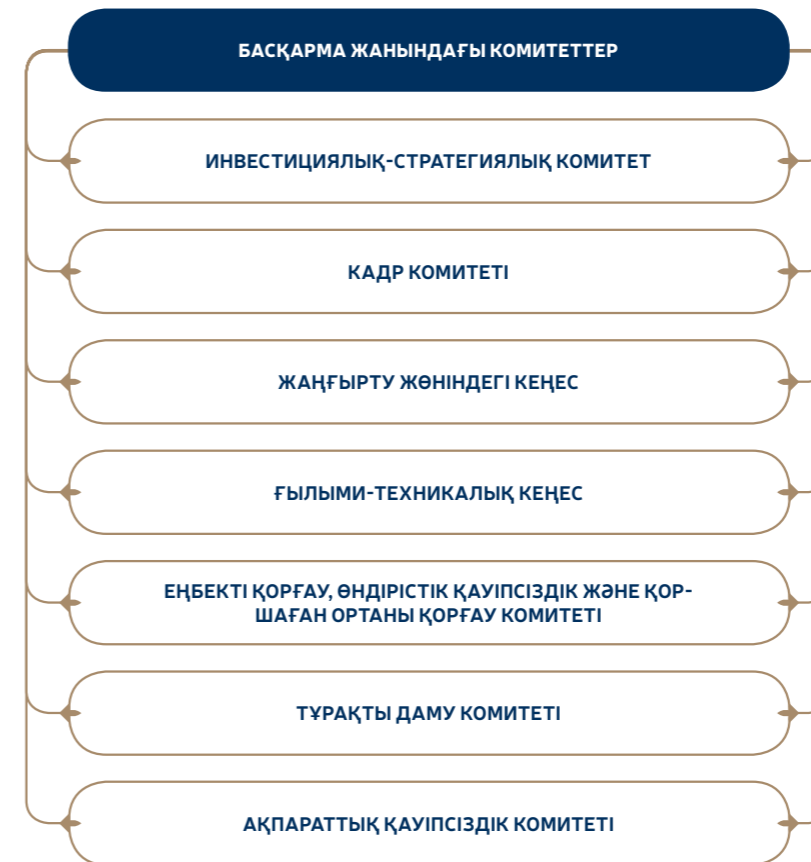 БАСҚАРМА ЖАНЫНДАҒЫ КОМИТЕТТЕР
ИНВЕСТИЦИЯЛЫҚ-СТРАТЕГИЯЛЫҚ КОМИТЕТ
КАДР КОМИТЕТІ
ЖАҢҒЫРТУ ЖӨНІНДЕГІ КЕҢЕС
ҒЫЛЫМИ-ТЕХНИКАЛЫҚ КЕҢЕС
ЕҢБЕКТІ ҚОРҒАУ, ӨНДІРІСТІК ҚАУІПСІЗДІК ЖӘНЕ ҚОР-
ШАҒАН ОРТАНЫ ҚОРҒАУ КОМИТЕТІ
ТҰРАҚТЫ ДАМУ КОМИТЕТІ
АҚПАРАТТЫҚ ҚАУІПСІЗДІК КОМИТЕТІ